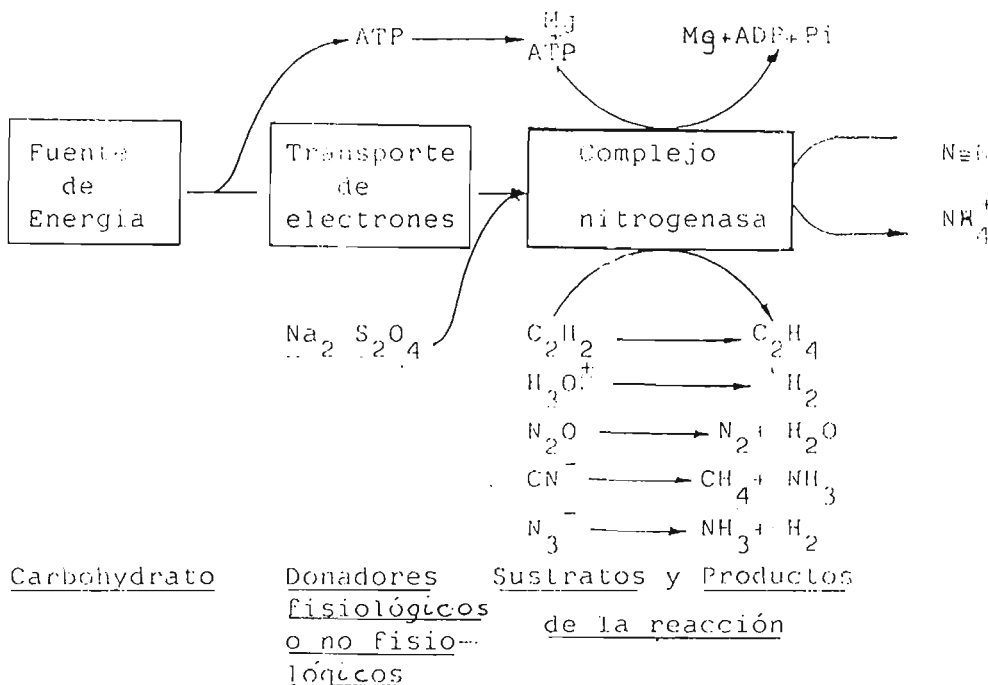 ATP Mg Mg+ADP+Pi
+
ATP
Fuente Transporte Complejo
de de
Energia electrones nitrogenasa
N≡
NH4+
Na2 S2O4
C2H2 C2H4
H3O+ H2
N2O N2+ H2O
CN- CH4+ NH3
N3- NH3+ H2
Carbohydrato Donadores Sustratos y Productos
fisiológicos de la reacción
o no fisio-
lógicos